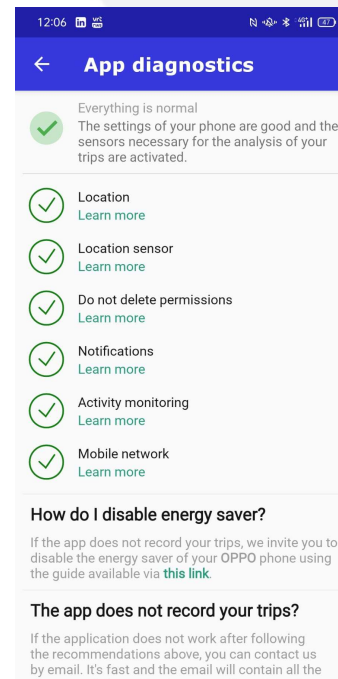 12:06
47
App diagnostics
Everything is normal
The settings of your phone are good and the
sensors necessary for the analysis of your
trips are activated.
Location
Learn more
Location sensor
Learn more
Do not delete permissions
Learn more
Notifications
Learn more
Activity monitoring
Learn more
Mobile network
Learn more
How do I disable energy saver?
If the app does not record your trips, we invite you to
disable the energy saver of your OPPO phone using
the guide available via this link.
The app does not record your trips?
If the application does not work after following
the recommendations above, you can contact us
by email. It's fast and the email will contain all the